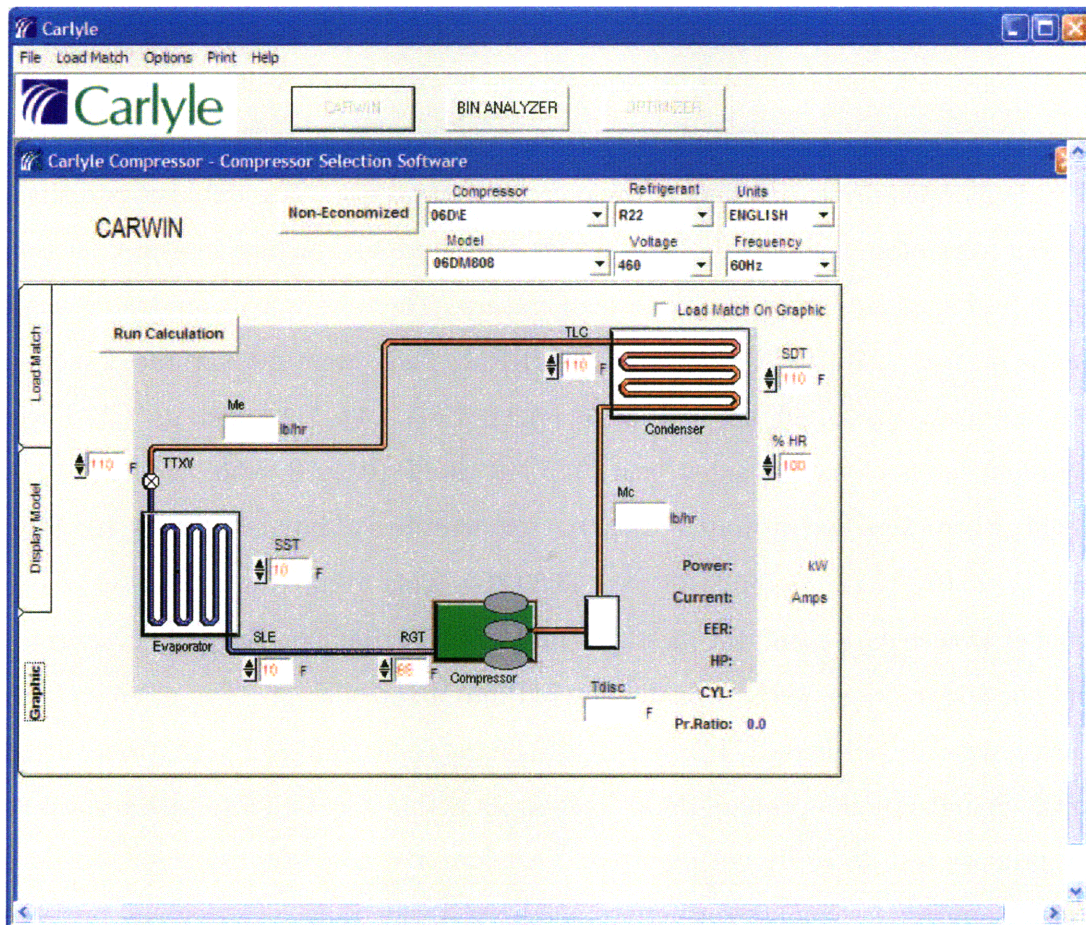 Carlyle
File Load Match Options Print Help
Carlyle
CARWIN
BIN ANALYZER
OPTIMIZER
Carlyle Compressor - Compressor Selection Software
CARWIN
Non-Economized
Compressor
Refrigerant
Units
06D\E
R22
ENGLISH
Model
Voltage
Frequency
06DM808
460
60Hz
Load Match
Display Model
Graphic
Run Calculation
Load Match On Graphic
TLC
110 F
SDT
110 F
Condenser
% HR
100
Me
lb/hr
110 F
TTXV
Mc
lb/hr
SST
10 F
Evaporator
SLE
10 F
RGT
65 F
Compressor
Tdisc
F
Power: kW
Current: Amps
EER:
HP:
CYL:
Pr.Ratio: 0.0